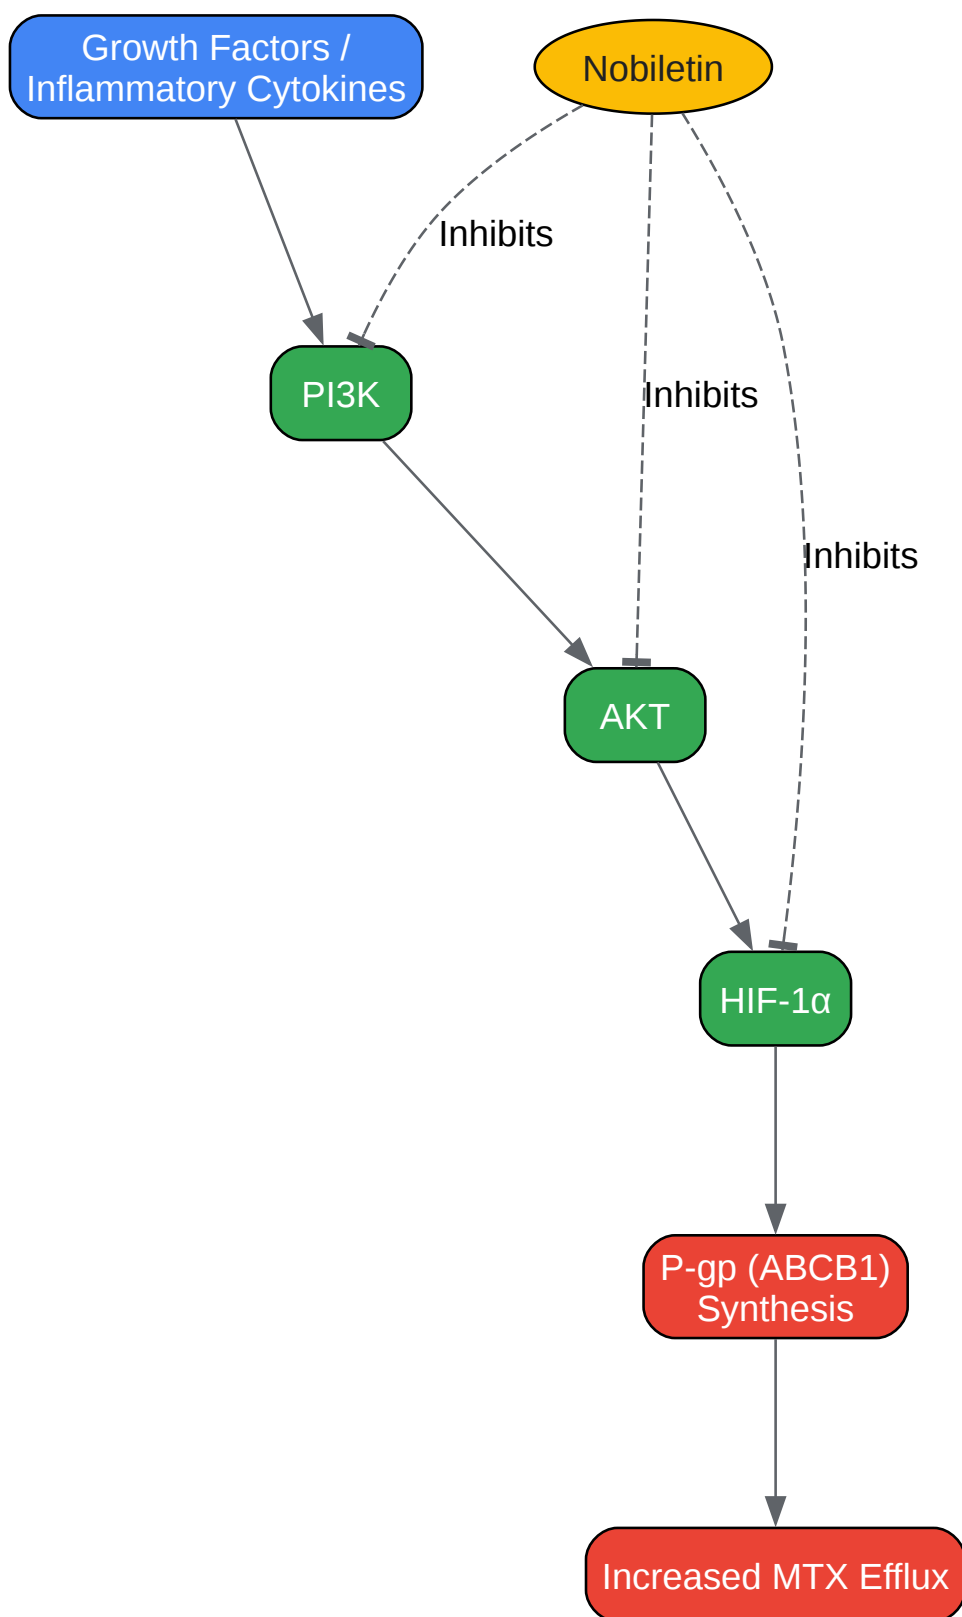 Growth Factors /
Inflammatory Cytokines
Nobiletin
Inhibits
PI3K
Inhibits
Inhibits
AKT
HIF-1α
P-gp (ABCB1)
Synthesis
Increased MTX Efflux